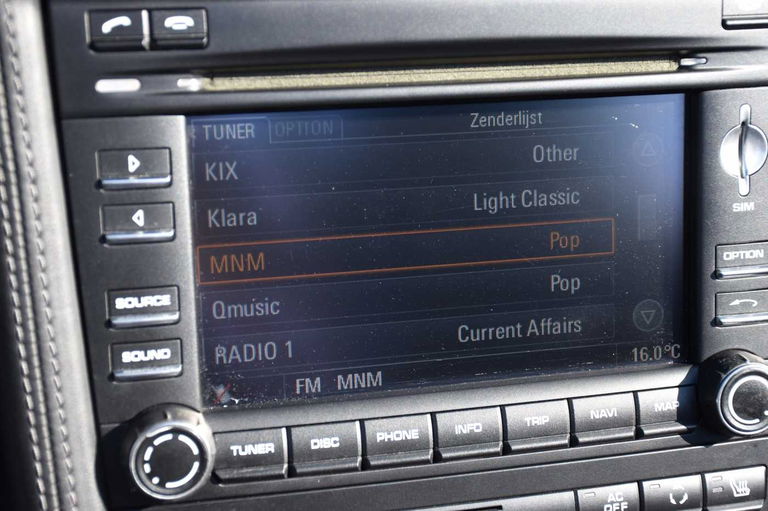 TUNER OPTION Zenderlijst
KIX Other
Klara Light Classic
MNM Pop
Qmusic Pop
RADIO 1 Current Affairs
FM MNM 16.0°C
SOURCE
SOUND
SIM
OPTION
TUNER DISC PHONE INFO TRIP NAVI MAP
AC OFF